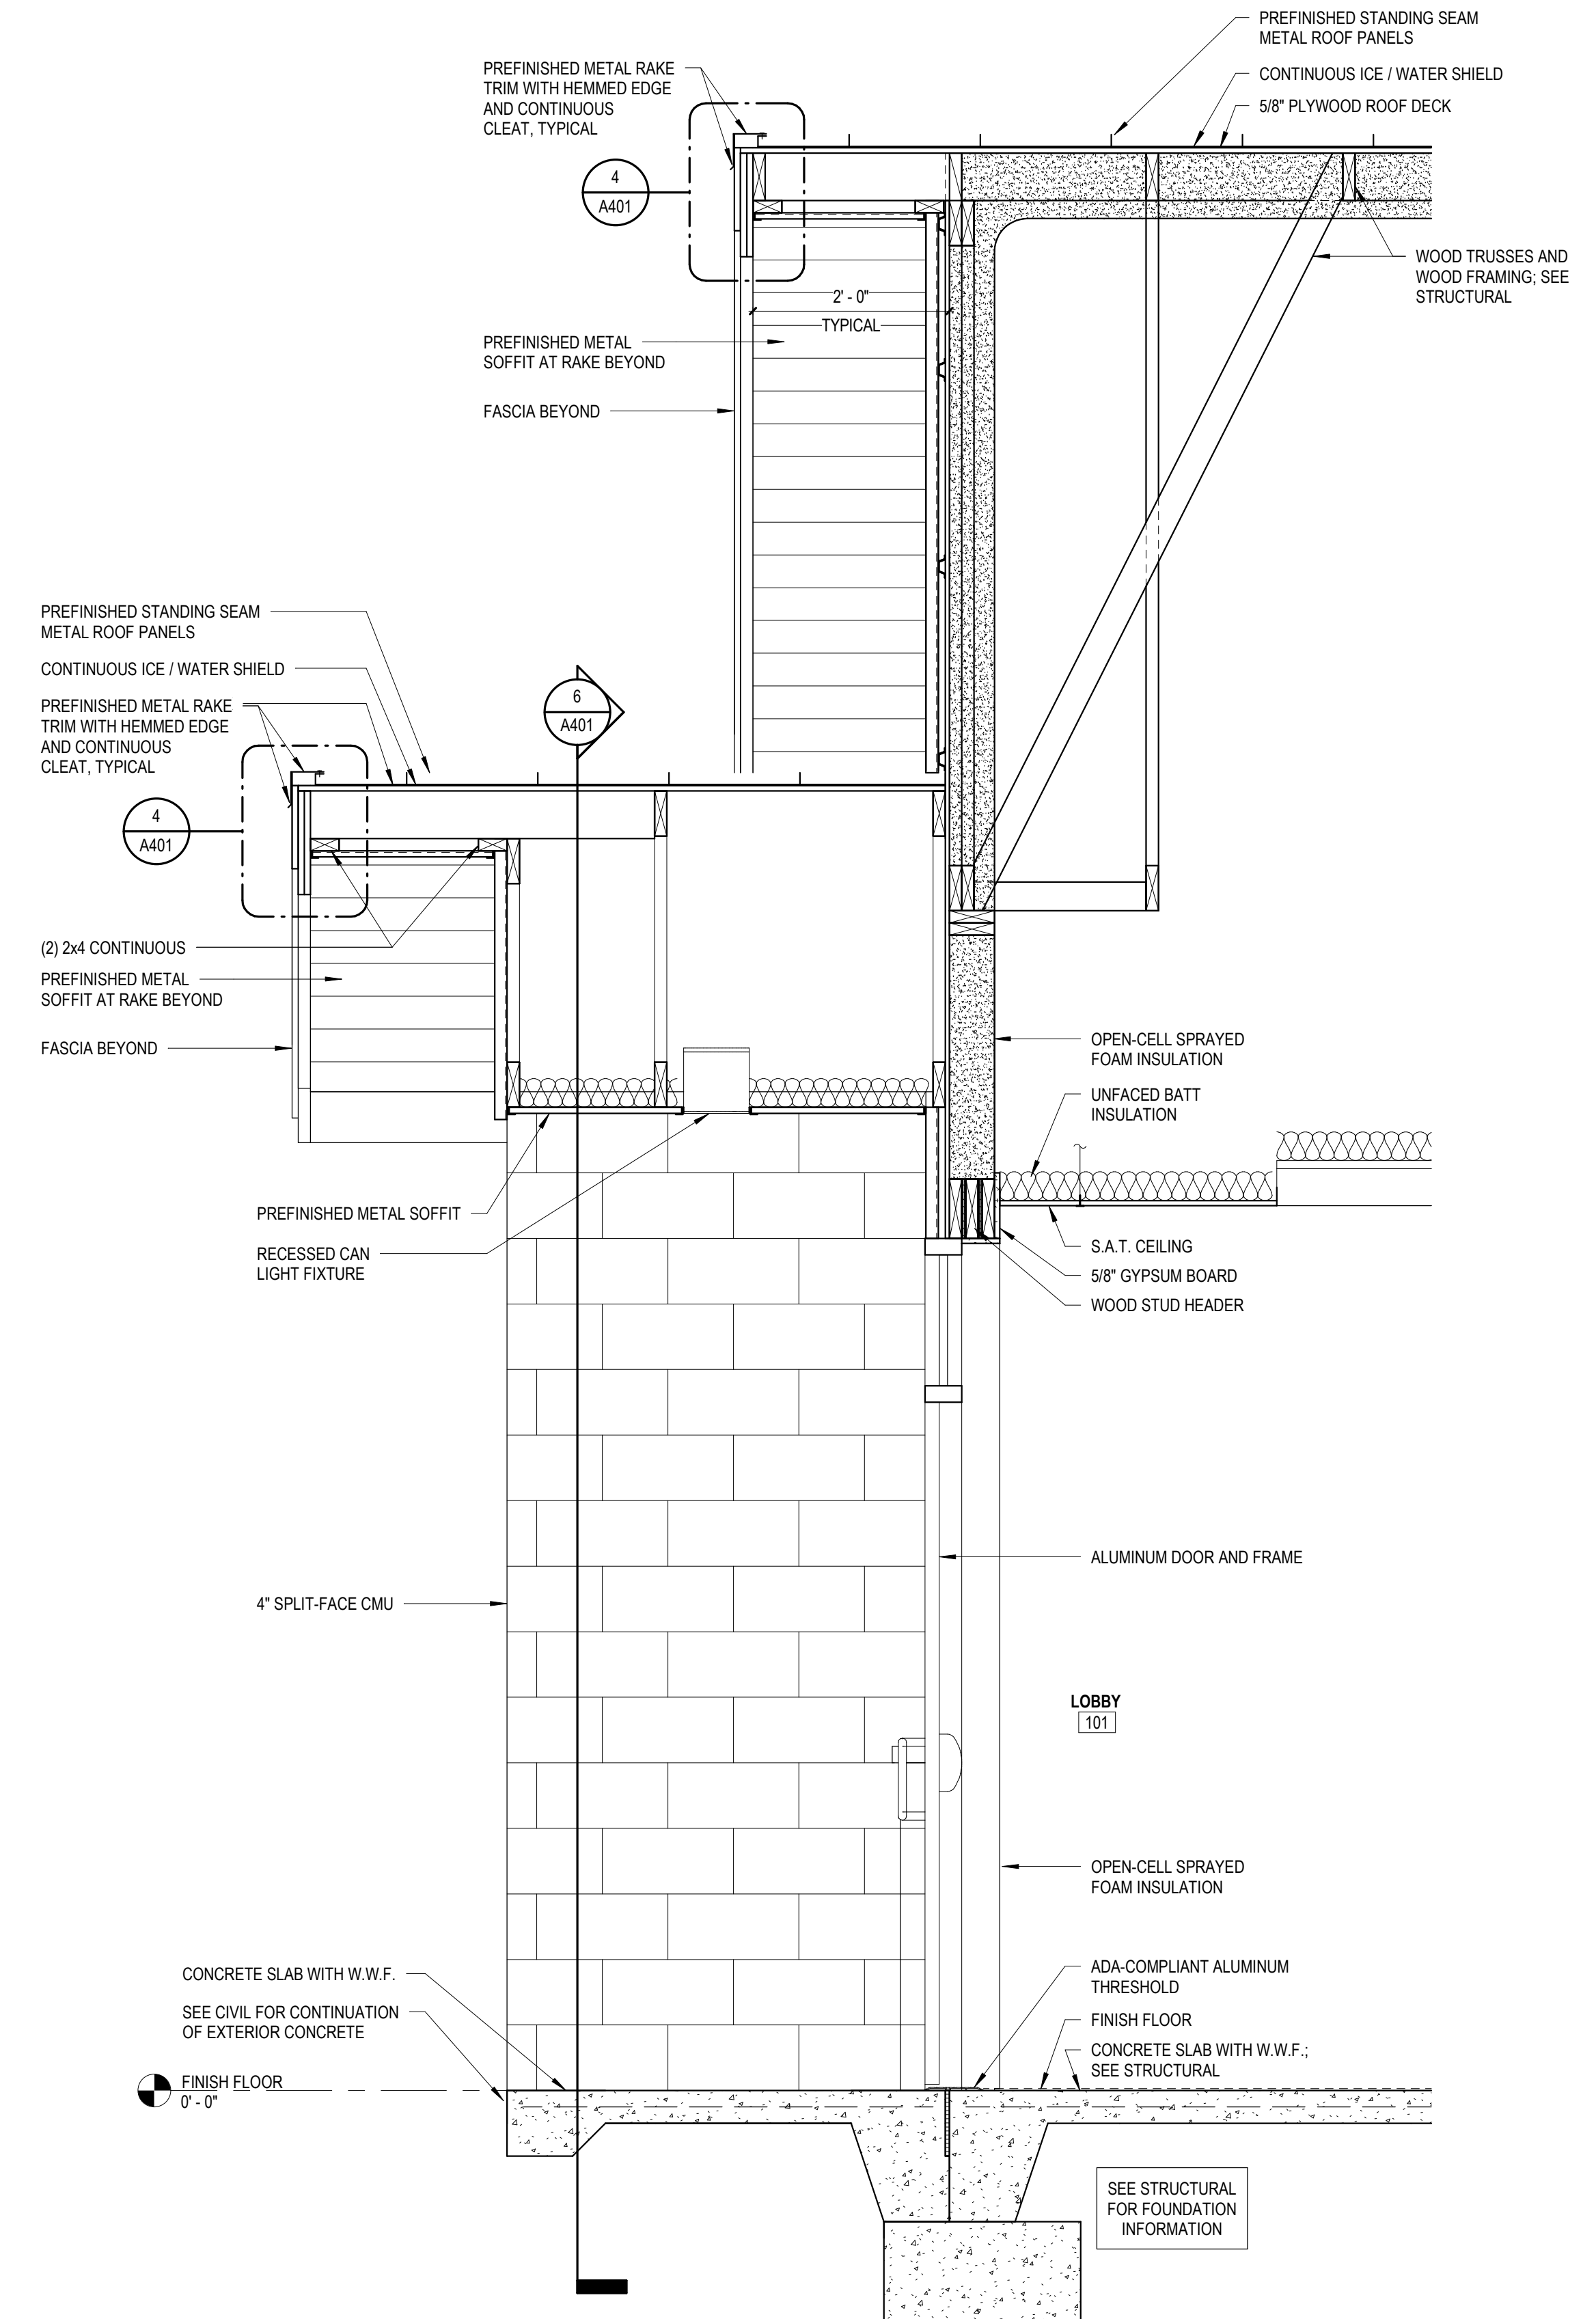 PREFINISHED STANDING SEAM
METAL ROOF PANELS
CONTINUOUS ICE / WATER SHIELD
5/8" PLYWOOD ROOF DECK
PREFINISHED METAL RAKE
TRIM WITH HEMMED EDGE
AND CONTINUOUS
CLEAT, TYPICAL
4
A401
WOOD TRUSSES AND
WOOD FRAMING; SEE
STRUCTURAL
2' - 0"
TYPICAL
PREFINISHED METAL
SOFFIT AT RAKE BEYOND
FASCIA BEYOND
PREFINISHED STANDING SEAM
METAL ROOF PANELS
CONTINUOUS ICE / WATER SHIELD
PREFINISHED METAL RAKE
TRIM WITH HEMMED EDGE
AND CONTINUOUS
CLEAT, TYPICAL
6
A401
4
A401
(2) 2x4 CONTINUOUS
PREFINISHED METAL
SOFFIT AT RAKE BEYOND
FASCIA BEYOND
OPEN-CELL SPRAYED
FOAM INSULATION
UNFACED BATT
INSULATION
PREFINISHED METAL SOFFIT
RECESSED CAN
LIGHT FIXTURE
S.A.T. CEILING
5/8" GYPSUM BOARD
WOOD STUD HEADER
ALUMINUM DOOR AND FRAME
4" SPLIT-FACE CMU
LOBBY
101
OPEN-CELL SPRAYED
FOAM INSULATION
CONCRETE SLAB WITH W.W.F.
SEE CIVIL FOR CONTINUATION
OF EXTERIOR CONCRETE
ADA-COMPLIANT ALUMINUM
THRESHOLD
FINISH FLOOR
CONCRETE SLAB WITH W.W.F.;
SEE STRUCTURAL
FINISH FLOOR
0' - 0"
SEE STRUCTURAL
FOR FOUNDATION
INFORMATION